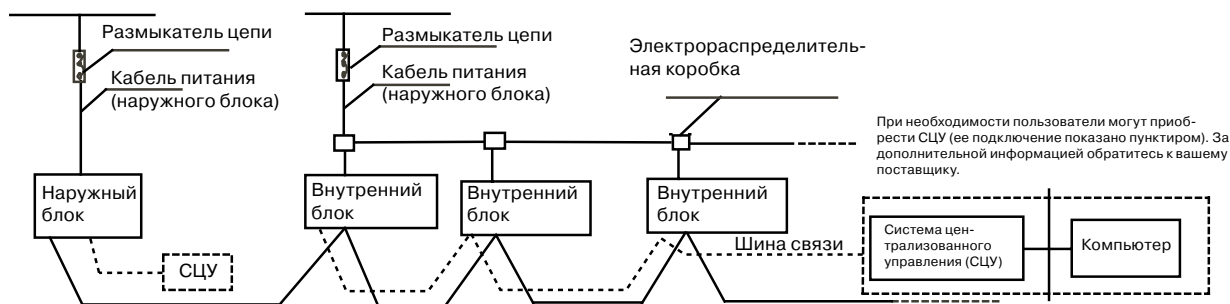 Размыкатель цепи
Кабель питания
(наружного блока)
Размыкатель цепи
Кабель питания
(наружного блока)
Электрораспределитель-
ная коробка
При необходимости пользователи могут приоб-
рести СЦУ (ее подключение показано пунктиром). За
дополнительной информацией обратитесь к вашему
поставщику.
Наружный
блок
Внутренний
блок
Внутренний
блок
Внутренний
блок
СЦУ
Шина связи
Система цен-
трализованного
управления (СЦУ)
Компьютер